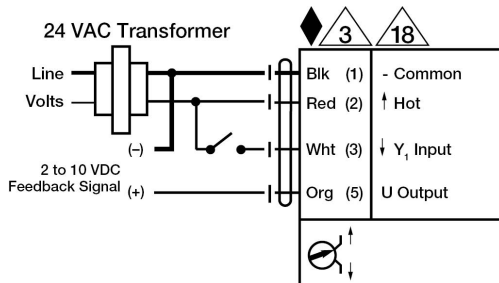 24 VAC Transformer
3 18
Line
Volts
Blk (1) - Common
Red (2) Hot
(–)
Wht (3) Y₁ Input
2 to 10 VDC
Feedback Signal (+)
Org (5) U Output